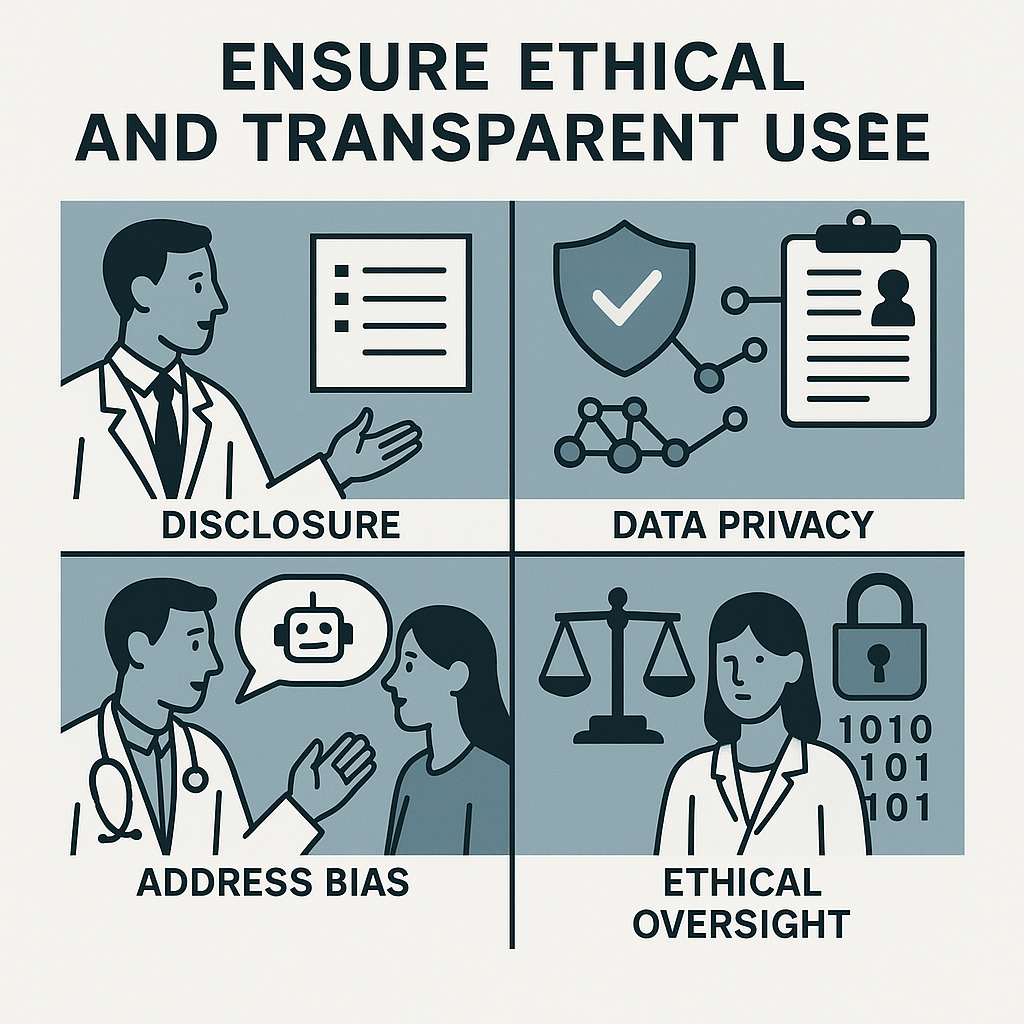 ENSURE ETHICAL
AND TRANSPARENT USEE
DISCLOSURE
DATA PRIVACY
ADDRESS BIAS
1010
101
101
ETHICAL
OVERSIGHT